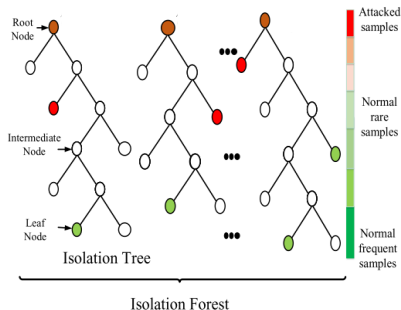 Root
Node
Attacked
samples
Normal
rare
samples
Intermediate
Node
Leaf
Node
Normal
frequent
samples
Isolation Tree
Isolation Forest